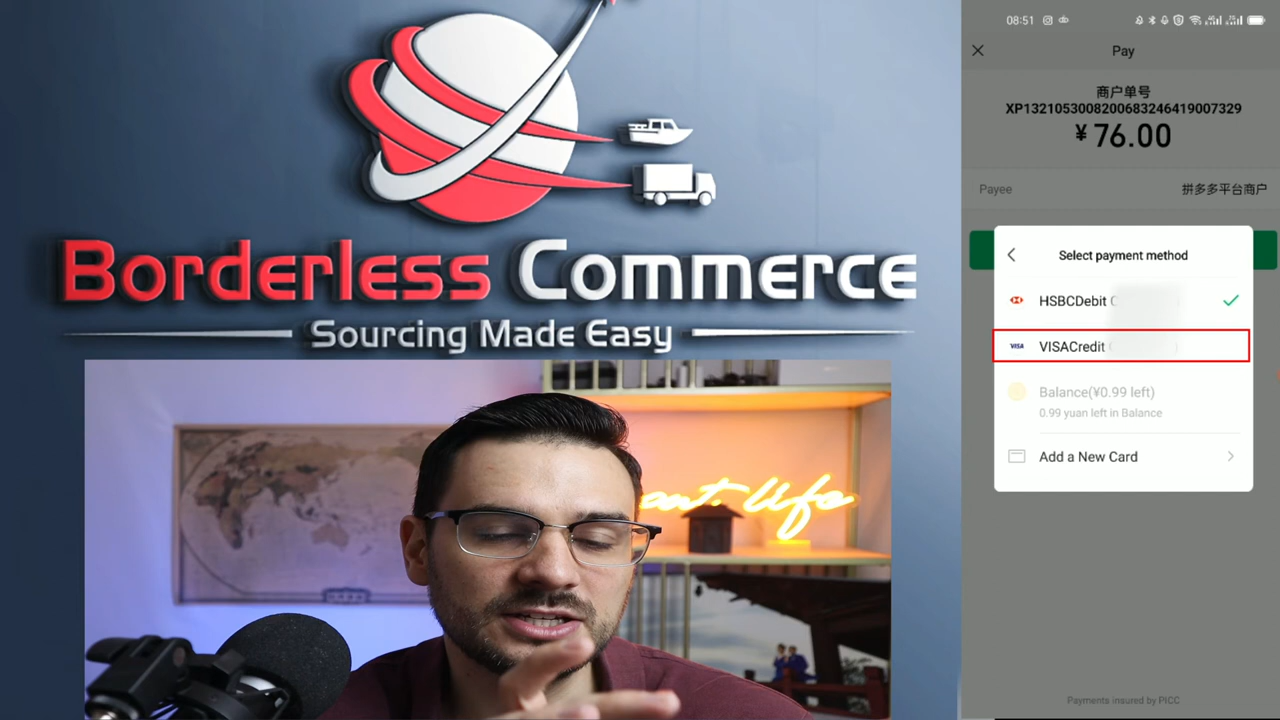 Borderless Commerce
Sourcing Made Easy
08:51
Pay
商户单号
XP1321053008200683246419007329
¥76.00
Payee
拼多多平台商户
Select payment method
HSBCDebit
VISA
VISACredit
Balance(¥0.99 left)
0.99 yuan left in Balance
Add a New Card
Payments insured by PICC
life